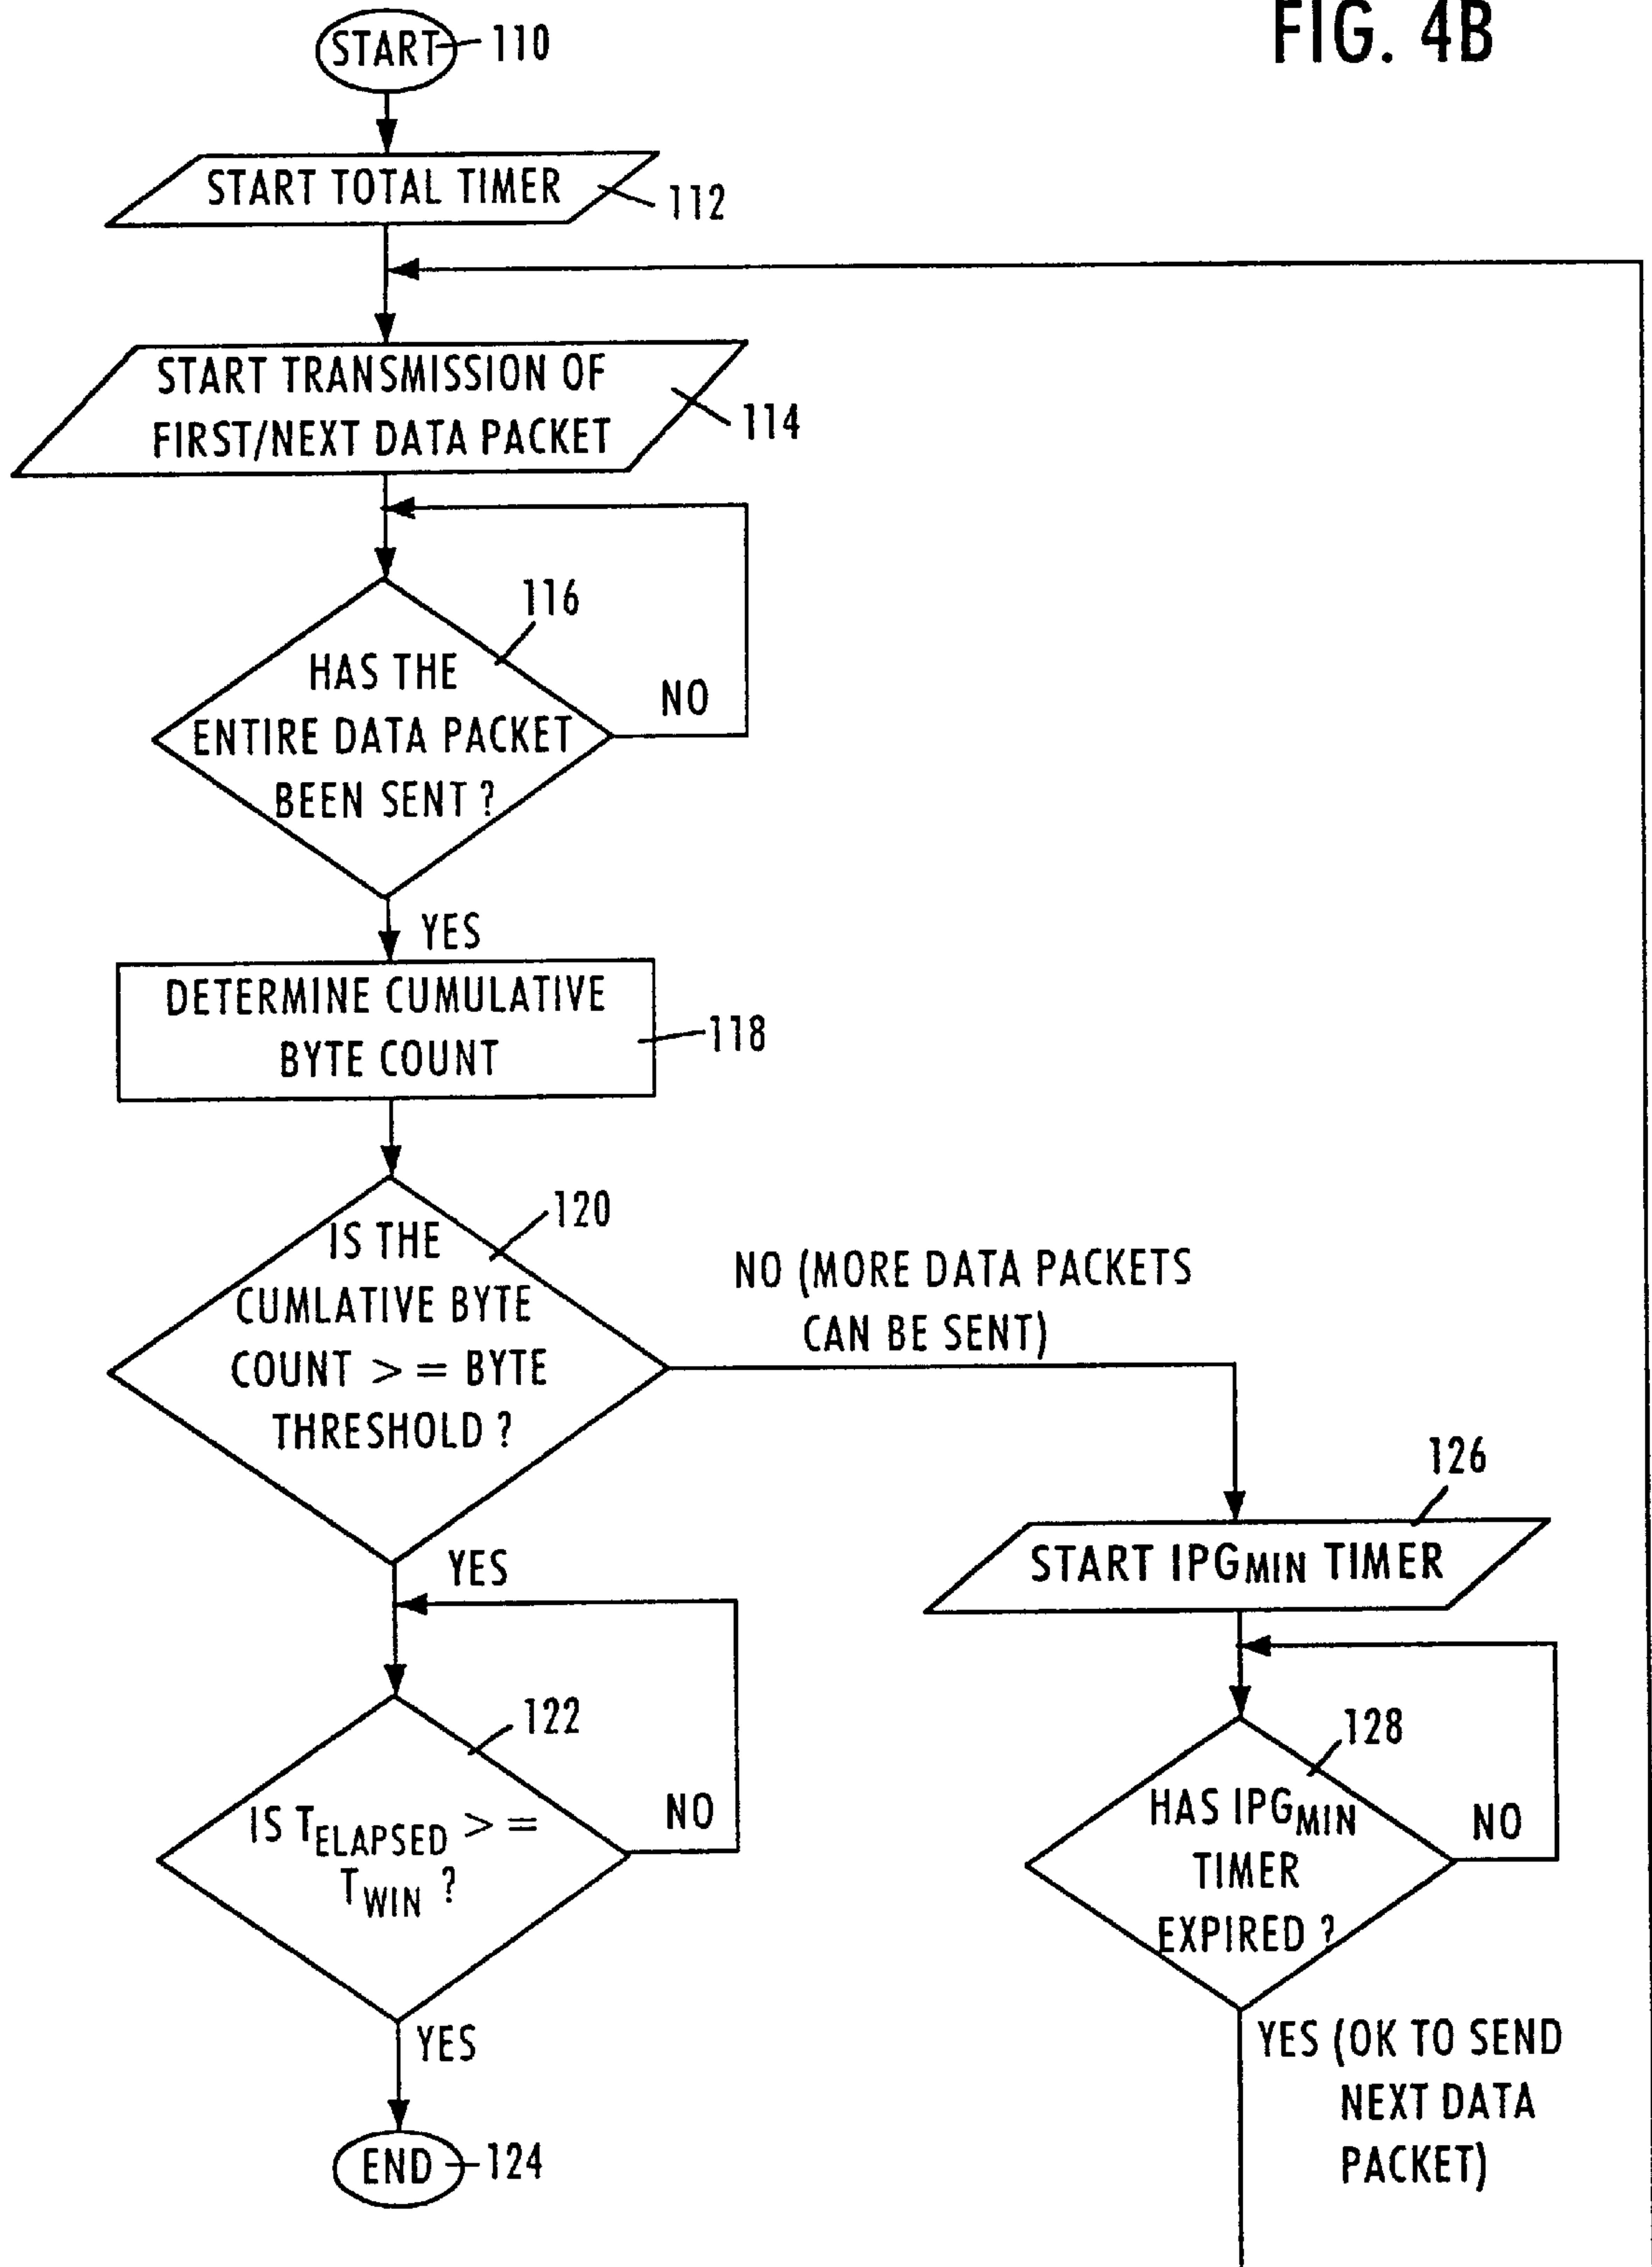 FIG. 4B
START
110
START TOTAL TIMER
112
START TRANSMISSION OF
FIRST/NEXT DATA PACKET
114
116
HAS THE
ENTIRE DATA PACKET
BEEN SENT ?
NO
YES
DETERMINE CUMULATIVE
BYTE COUNT
118
120
IS THE
CUMLATIVE BYTE
COUNT > = BYTE
THRESHOLD ?
NO (MORE DATA PACKETS
CAN BE SENT)
YES
126
START IPGMIN TIMER
122
IS TELAPSED > =
TWIN ?
NO
128
HAS IPGMIN
TIMER
EXPIRED ?
NO
YES
YES (OK TO SEND
NEXT DATA
PACKET)
END
124